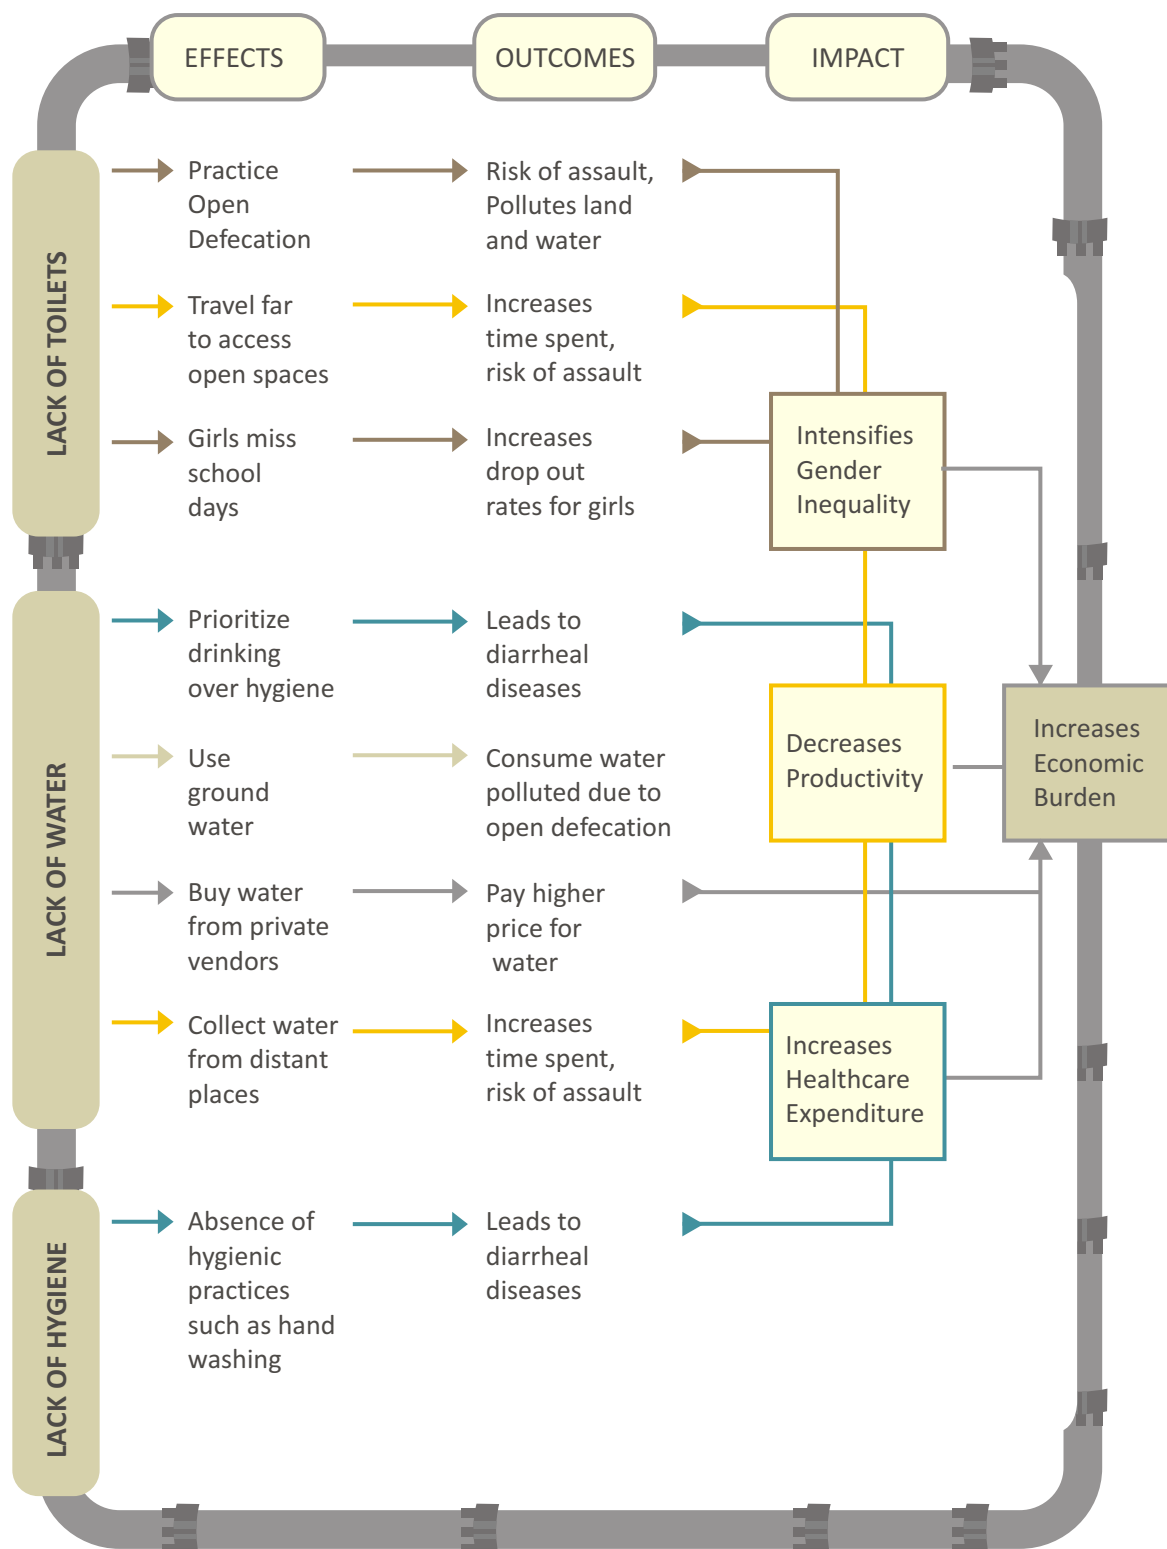 EFFECTS
OUTCOMES
IMPACT
LACK OF TOILETS
Practice
Open
Defecation
Risk of assault,
Pollutes land
and water
Travel far
to access
open spaces
Increases
time spent,
risk of assault
Girls miss
school
days
Increases
drop out
rates for girls
Intensifies
Gender
Inequality
LACK OF WATER
Prioritize
drinking
over hygiene
Leads to
diarrheal
diseases
Use
ground
water
Consume water
polluted due to
open defecation
Decreases
Productivity
Increases
Economic
Burden
Buy water
from private
vendors
Pay higher
price for
water
Collect water
from distant
places
Increases
time spent,
risk of assault
Increases
Healthcare
Expenditure
LACK OF HYGIENE
Absence of
hygienic
practices
such as hand
washing
Leads to
diarrheal
diseases